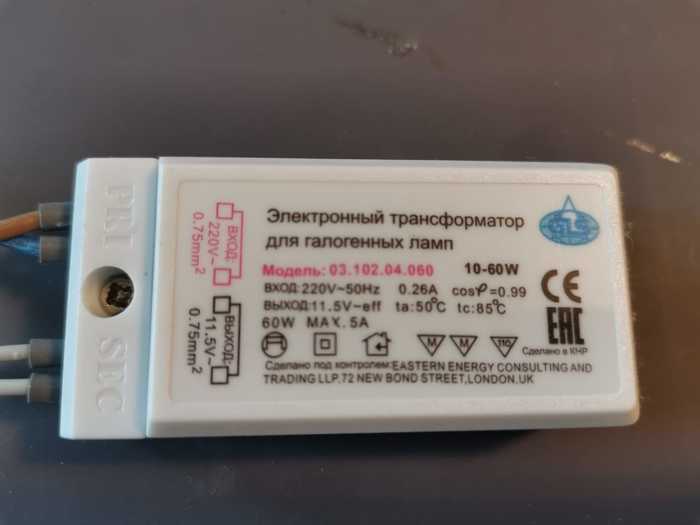 PRI
SEC
ВХОД:
220V~
0.75mm²
ВЫХОД:
11.5V~
0.75mm²
Электронный трансформатор
для галогенных ламп
Модель: 03.102.04.060 10-60W
ВХОД:220V~50Hz 0.26A cosφ=0.99
ВЫХОД:11.5V~eff ta:50°C tc:85°C
60W MAX. 5A
CE
EAC
M M 110
Сделано в КНР
Сделано под контролем:EASTERN ENERGY CONSULTING AND
TRADING LLP,72 NEW BOND STREET,LONDON,UK